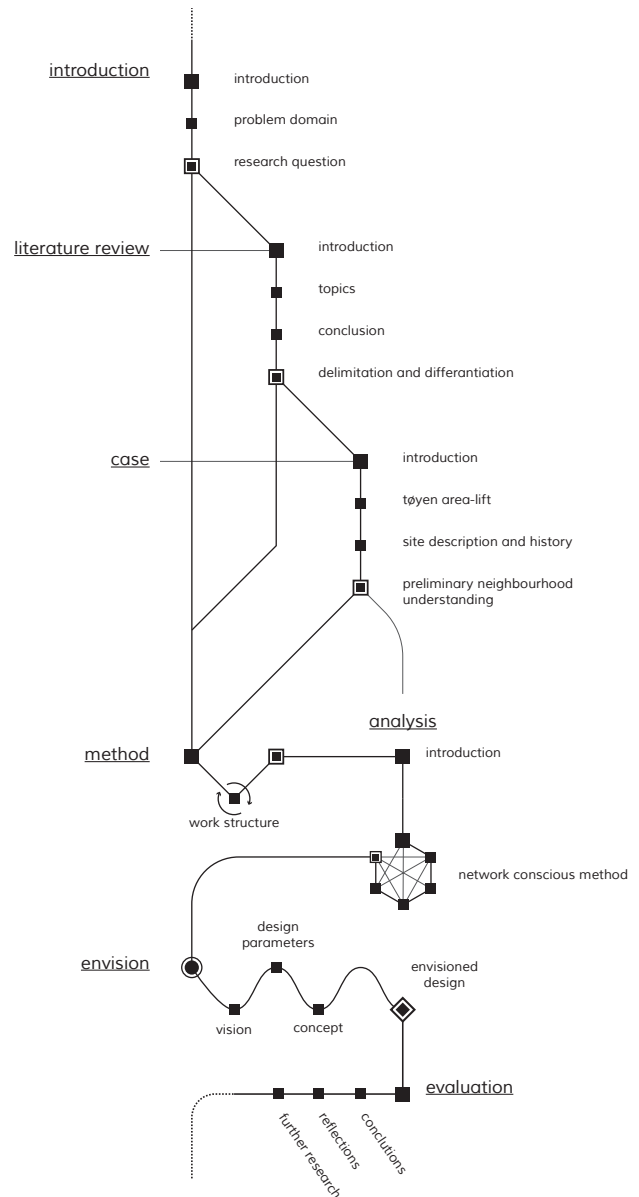 introduction
introduction
problem domain
research question
literature review
introduction
topics
conclusion
delimitation and differantiation
case
introduction
tøyen area-lift
site description and history
preliminary neighbourhood
understanding
analysis
method
introduction
work structure
network conscious method
design
parameters
envision
envisioned
design
vision
concept
evaluation
further research
reflections
conclutions